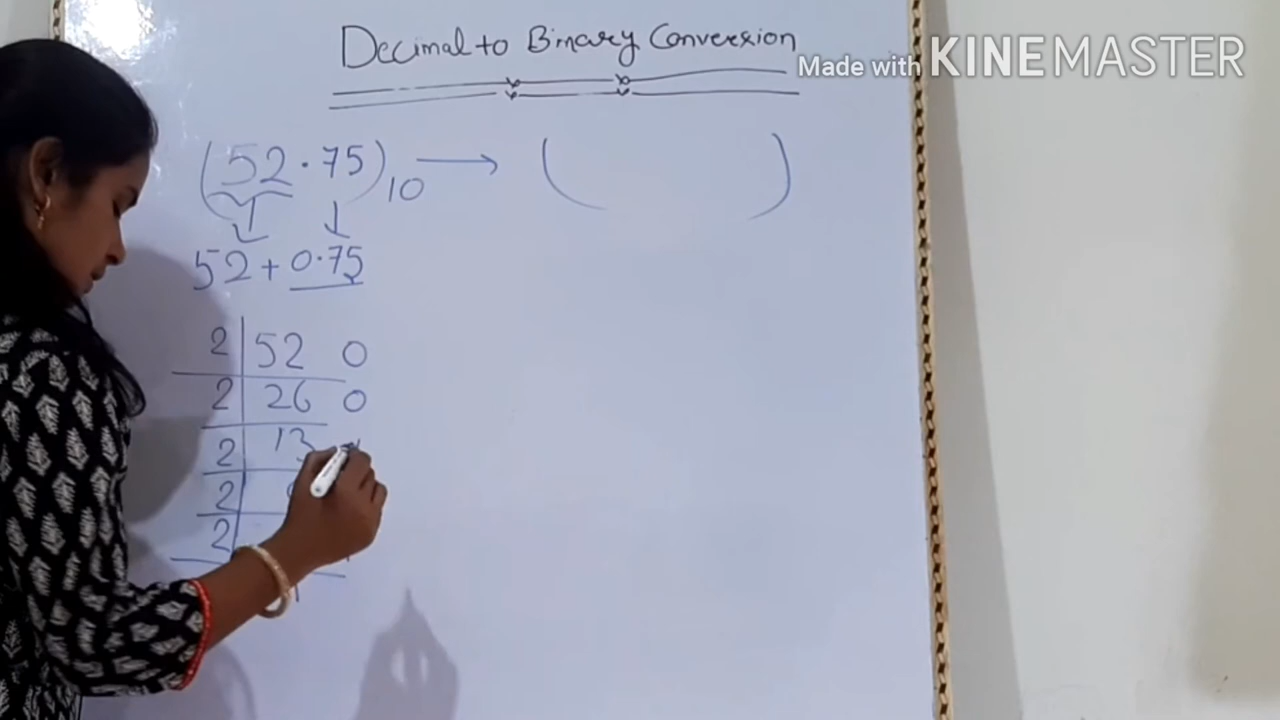 Decimal to Binary Conversion
Made with KINEMASTER
(52.75)10 → ( )
52 + 0.75
2 | 52 0
2 | 26 0
2 | 13
2
2
1